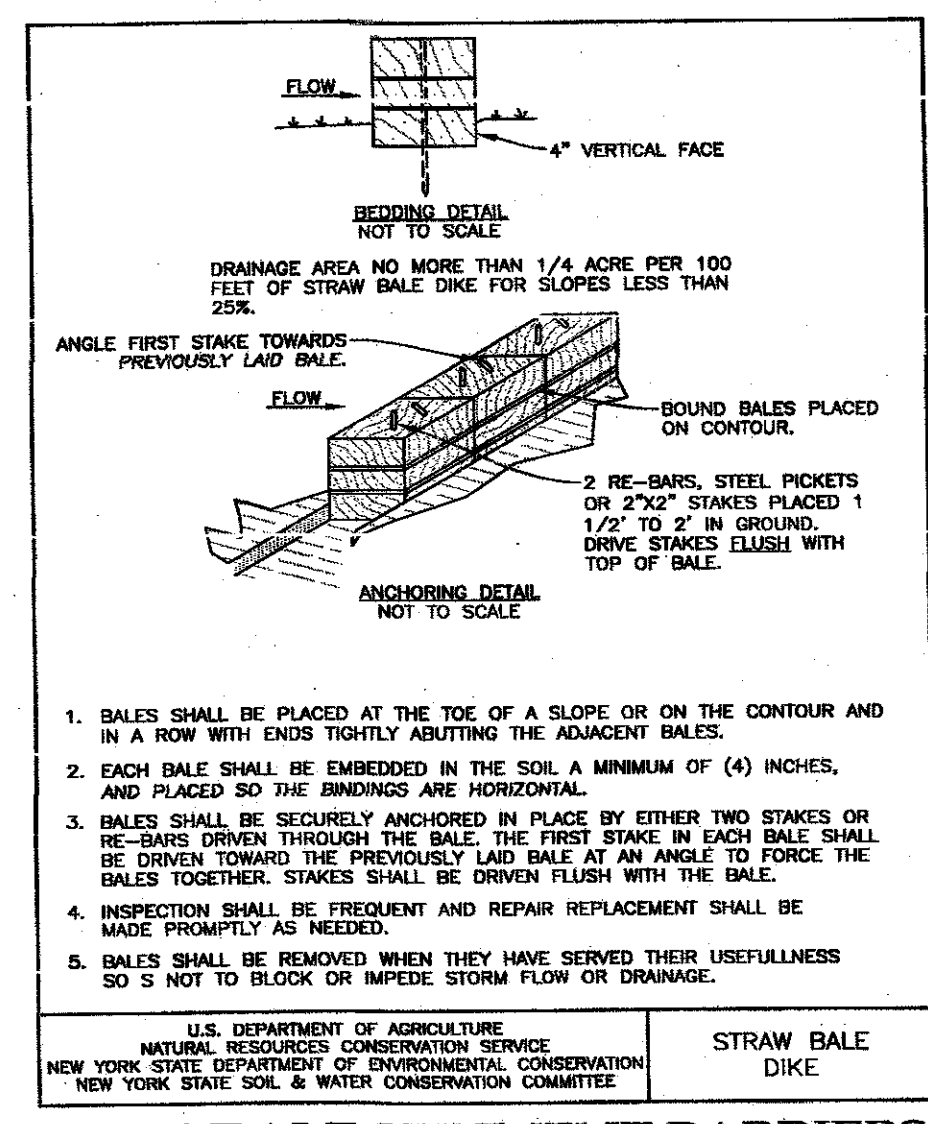 FLOW
4" VERTICAL FACE
BEDDING DETAIL
NOT TO SCALE
DRAINAGE AREA NO MORE THAN 1/4 ACRE PER 100
FEET OF STRAW BALE DIKE FOR SLOPES LESS THAN
25%.
ANGLE FIRST STAKE TOWARDS
PREVIOUSLY LAID BALE.
FLOW
BOUND BALES PLACED
ON CONTOUR.
2 RE-BARS, STEEL PICKETS
OR 2"X2" STAKES PLACED 1
1/2' TO 2' IN GROUND.
DRIVE STAKES FLUSH WITH
TOP OF BALE.
ANCHORING DETAIL
NOT TO SCALE
1. BALES SHALL BE PLACED AT THE TOE OF A SLOPE OR ON THE CONTOUR AND
IN A ROW WITH ENDS TIGHTLY ABUTTING THE ADJACENT BALES.
2. EACH BALE SHALL BE EMBEDDED IN THE SOIL A MINIMUM OF (4) INCHES,
AND PLACED SO THE BINDINGS ARE HORIZONTAL.
3. BALES SHALL BE SECURELY ANCHORED IN PLACE BY EITHER TWO STAKES OR
RE-BARS DRIVEN THROUGH THE BALE. THE FIRST STAKE IN EACH BALE SHALL
BE DRIVEN TOWARD THE PREVIOUSLY LAID BALE AT AN ANGLE TO FORCE THE
BALES TOGETHER. STAKES SHALL BE DRIVEN FLUSH WITH THE BALE.
4. INSPECTION SHALL BE FREQUENT AND REPAIR REPLACEMENT SHALL BE
MADE PROMPTLY AS NEEDED.
5. BALES SHALL BE REMOVED WHEN THEY HAVE SERVED THEIR USEFULLNESS
SO S NOT TO BLOCK OR IMPEDE STORM FLOW OR DRAINAGE.
U.S. DEPARTMENT OF AGRICULTURE
NATURAL RESOURCES CONSERVATION SERVICE
NEW YORK STATE DEPARTMENT OF ENVIRONMENTAL CONSERVATION
NEW YORK STATE SOIL & WATER CONSERVATION COMMITTEE
STRAW BALE
DIKE